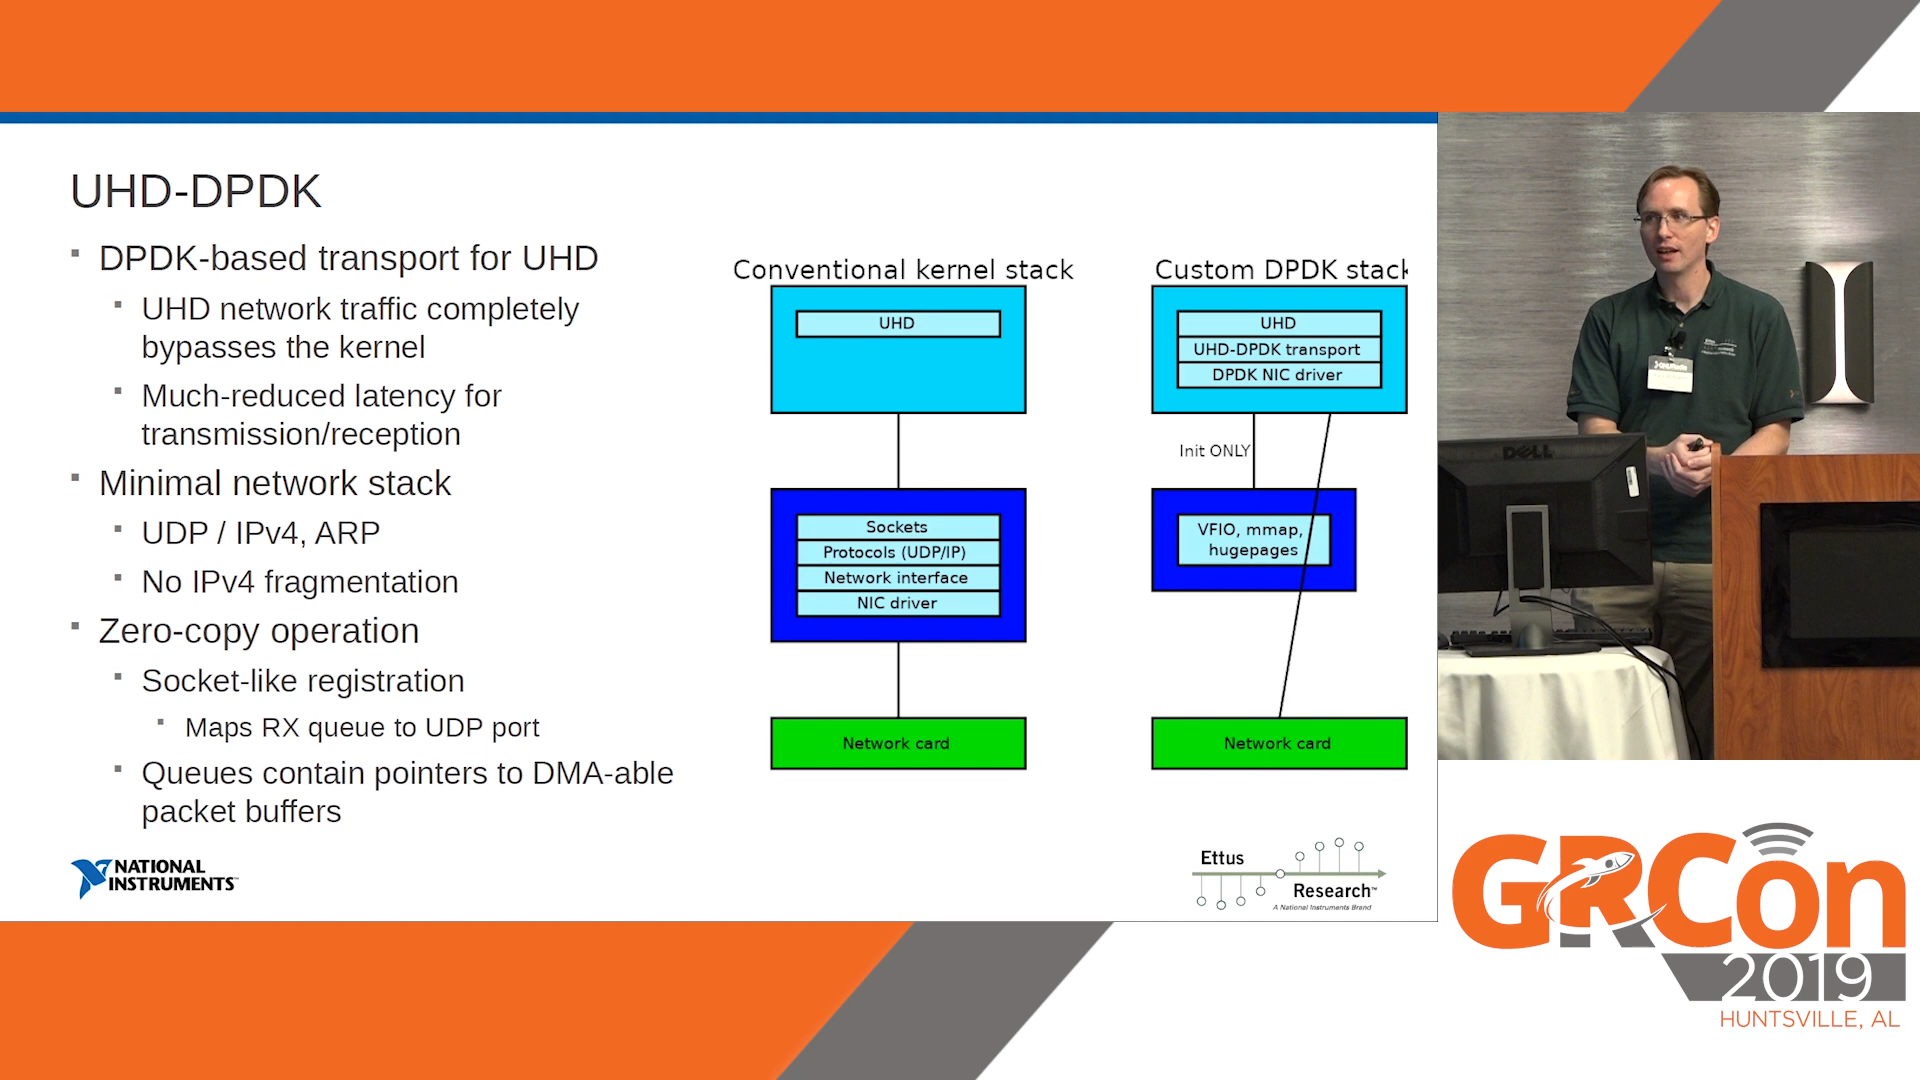 UHD-DPDK
DPDK-based transport for UHD
UHD network traffic completely
bypasses the kernel
Much-reduced latency for
transmission/reception
Minimal network stack
UDP / IPv4, ARP
No IPv4 fragmentation
Zero-copy operation
Socket-like registration
Maps RX queue to UDP port
Queues contain pointers to DMA-able
packet buffers
Conventional kernel stack
UHD
Sockets
Protocols (UDP/IP)
Network interface
NIC driver
Network card
Custom DPDK stack
UHD
UHD-DPDK transport
DPDK NIC driver
Init ONLY
VFIO, mmap,
hugepages
Network card
NATIONAL
INSTRUMENTS™
Ettus
Research™
A National Instruments Brand
DELL
GRCon
2019
HUNTSVILLE, AL